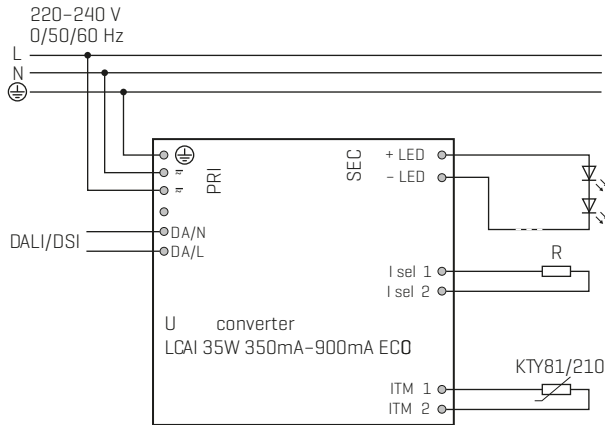 220–240 V
0/50/60 Hz
L
N
PRI
SEC
+ LED
– LED
DALI/DSI
DA/N
DA/L
I sel 1
I sel 2
R
U converter
LCAI 35W 350mA–900mA ECO
KTY81/210
ITM 1
ITM 2